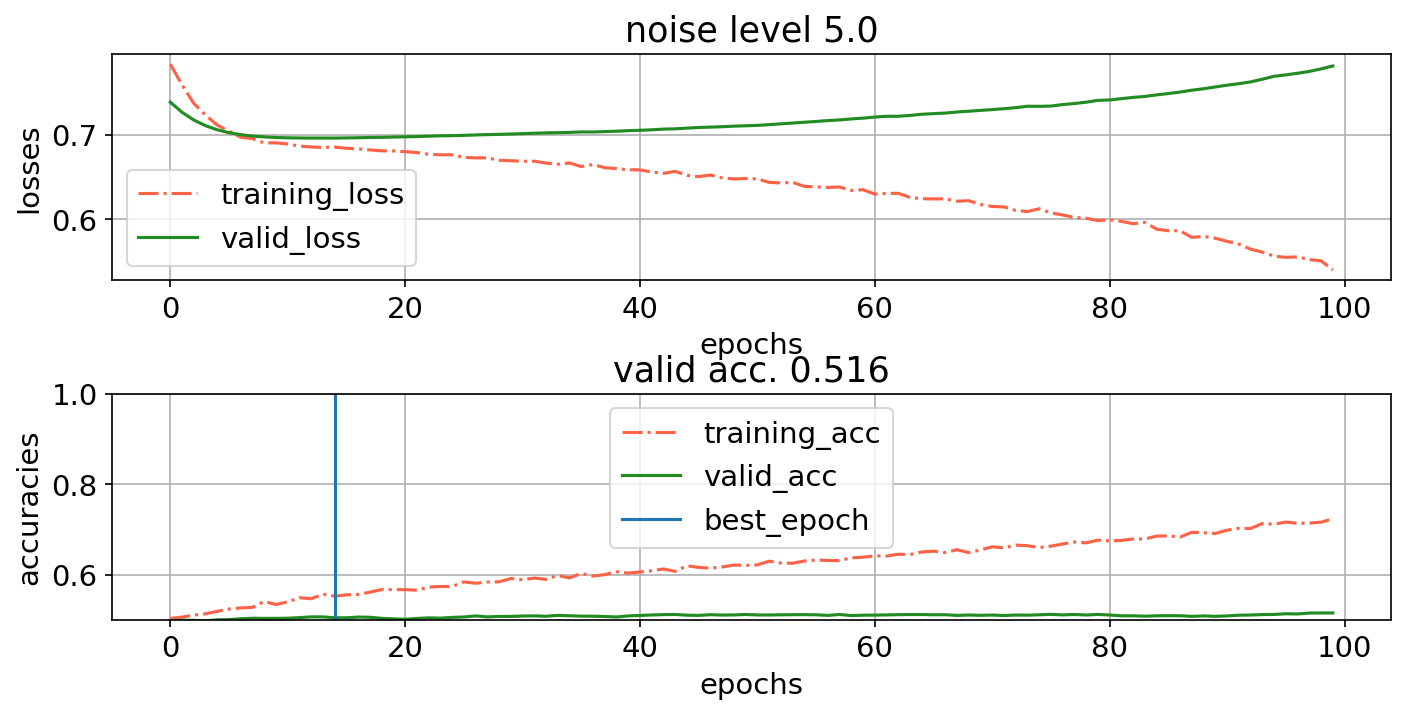 noise level 5.0
losses
0.7
0.6
training_loss
valid_loss
0 20 40 60 80 100
epochs
valid acc. 0.516
accuracies
1.0
0.8
0.6
training_acc
valid_acc
best_epoch
0 20 40 60 80 100
epochs